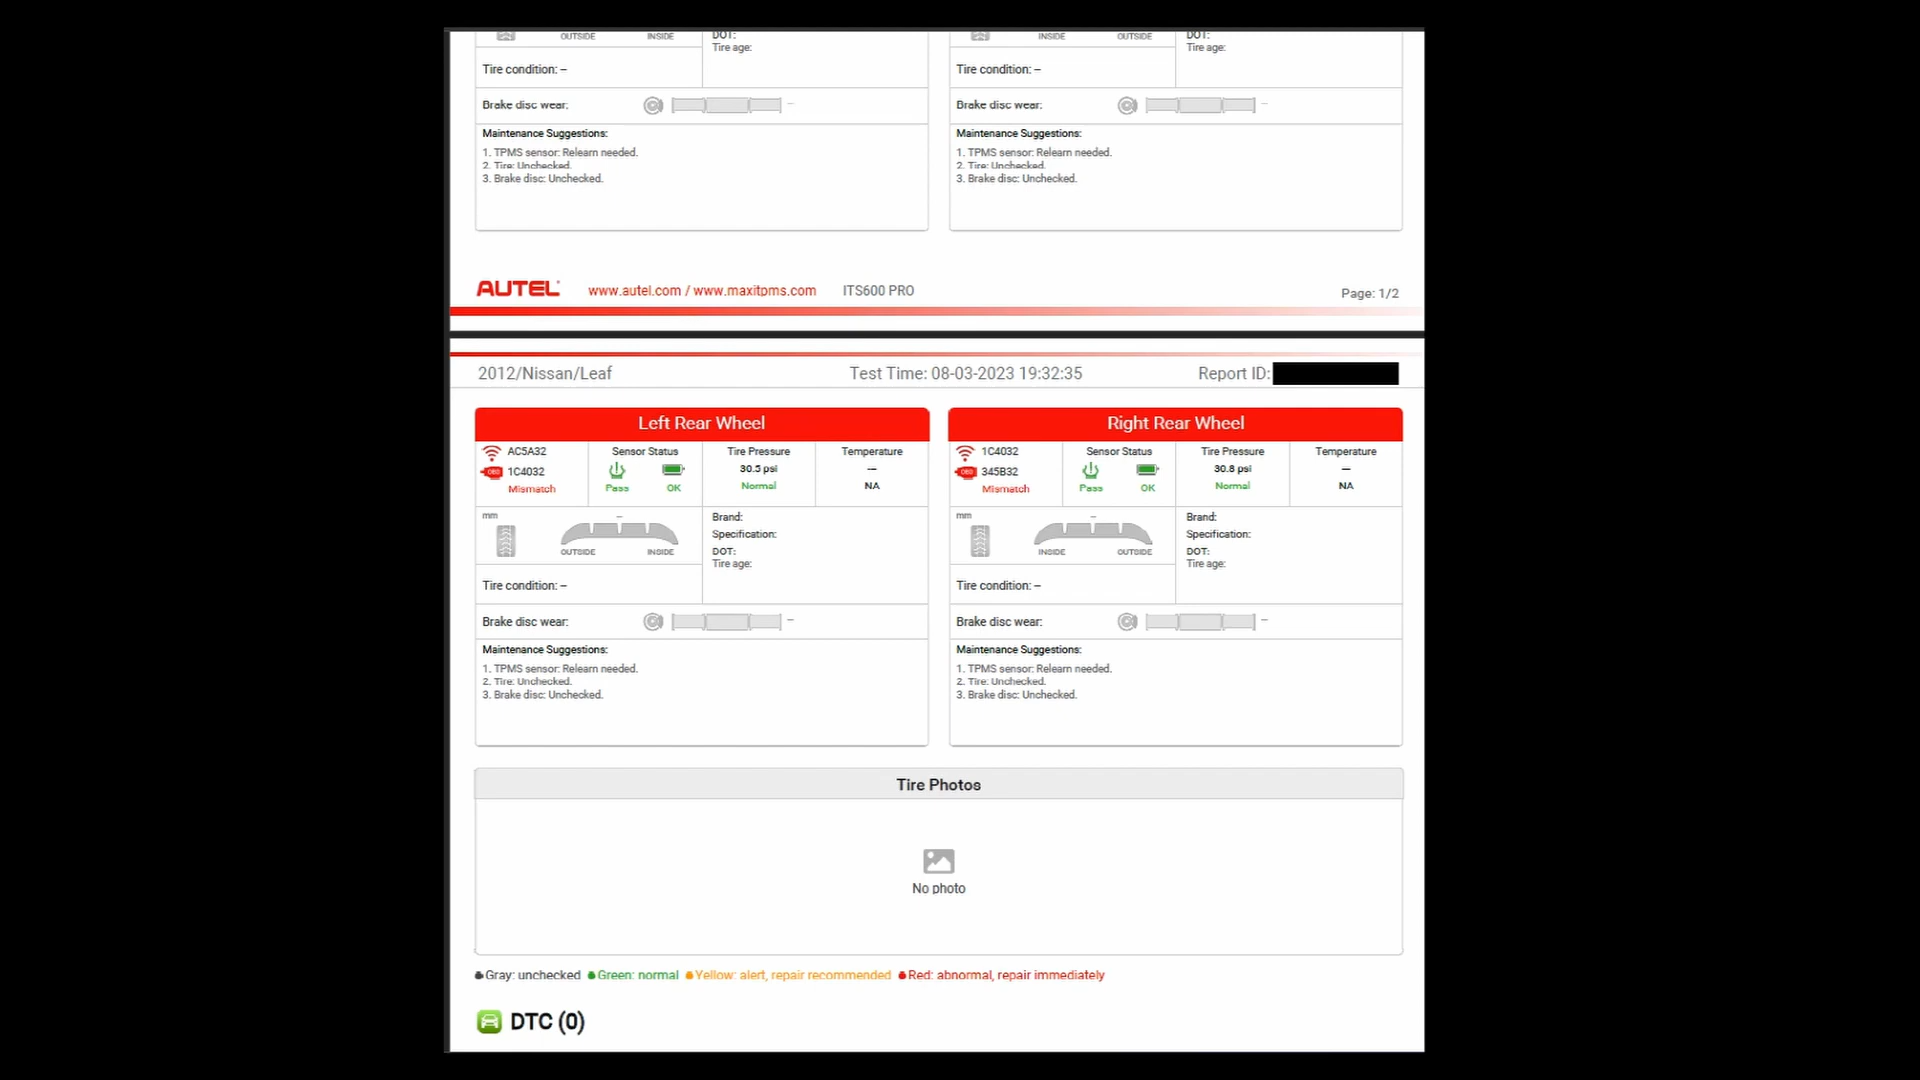 OUTSIDE INSIDE DOT: INSIDE OUTSIDE DOT:
Tire age: Tire age:
Tire condition: – Tire condition: –
Brake disc wear: – Brake disc wear: –
Maintenance Suggestions: Maintenance Suggestions:
1. TPMS sensor: Relearn needed. 1. TPMS sensor: Relearn needed.
2. Tire: Unchecked. 2. Tire: Unchecked.
3. Brake disc: Unchecked. 3. Brake disc: Unchecked.
AUTEL www.autel.com / www.maxitpms.com ITS600 PRO Page: 1/2
2012/Nissan/Leaf Test Time: 08-03-2023 19:32:35 Report ID:
Left Rear Wheel Right Rear Wheel
AC5A32 Sensor Status Tire Pressure Temperature 1C4032 Sensor Status Tire Pressure Temperature
OBD 1C4032 30.5 psi -- OBD 345B32 30.8 psi --
Mismatch Pass OK Normal NA Mismatch Pass OK Normal NA
mm – Brand: mm – Brand:
Specification: Specification:
OUTSIDE INSIDE DOT: INSIDE OUTSIDE DOT:
Tire age: Tire age:
Tire condition: – Tire condition: –
Brake disc wear: – Brake disc wear: –
Maintenance Suggestions: Maintenance Suggestions:
1. TPMS sensor: Relearn needed. 1. TPMS sensor: Relearn needed.
2. Tire: Unchecked. 2. Tire: Unchecked.
3. Brake disc: Unchecked. 3. Brake disc: Unchecked.
Tire Photos
No photo
Gray: unchecked Green: normal Yellow: alert, repair recommended Red: abnormal, repair immediately
DTC (0)